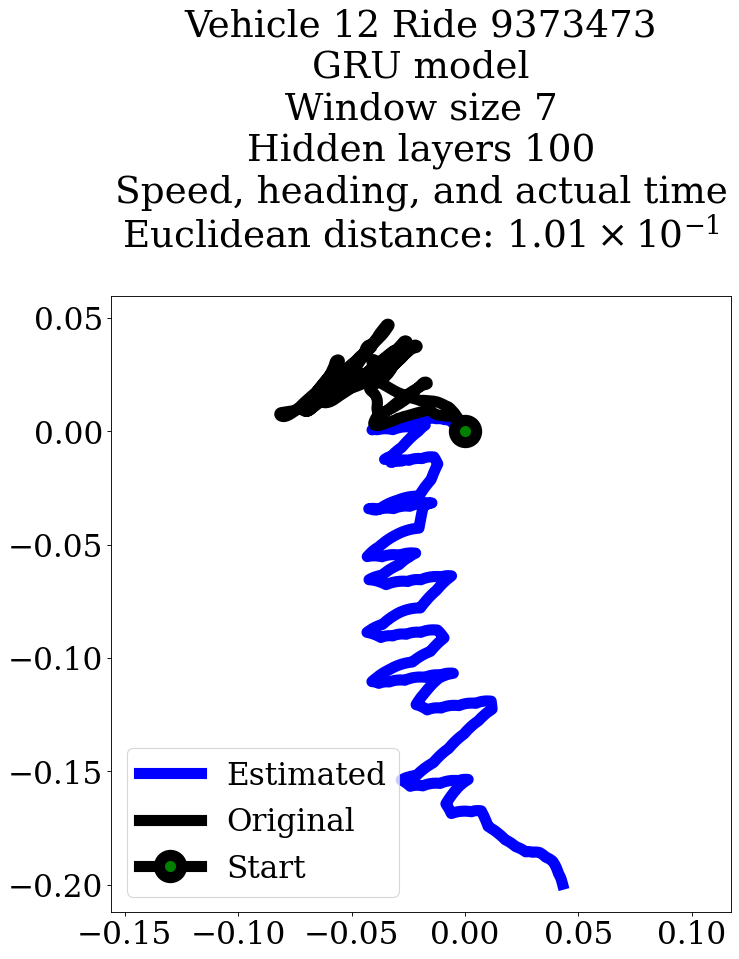 Vehicle 12 Ride 9373473
GRU model
Window size 7
Hidden layers 100
Speed, heading, and actual time
Euclidean distance: 1.01 × 10⁻¹
0.05
0.00
−0.05
−0.10
−0.15
−0.20
Estimated
Original
Start
−0.15 −0.10 −0.05 0.00 0.05 0.10